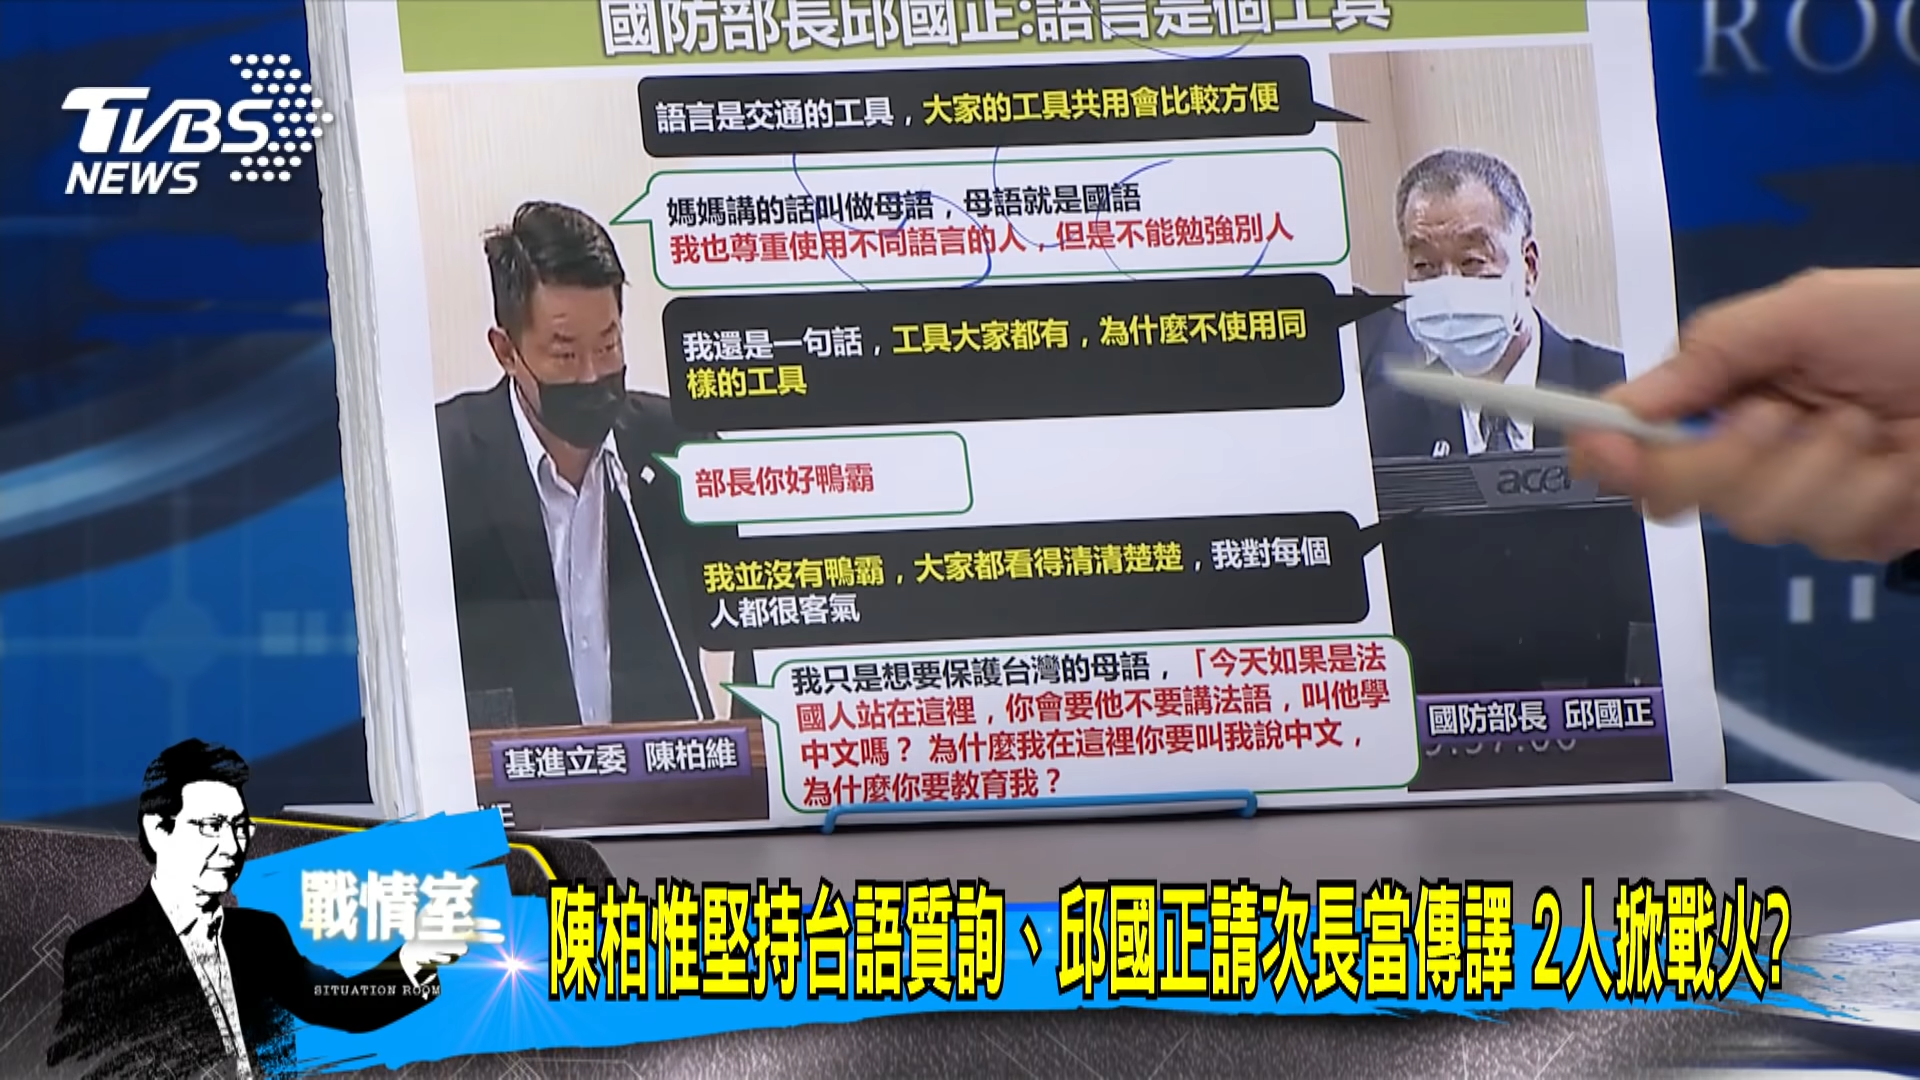 國防部長邱國正:語言是個工具
TVBS
NEWS
語言是交通的工具，大家的工具共用會比較方便
媽媽講的話叫做母語，母語就是國語
我也尊重使用不同語言的人，但是不能勉強別人
我還是一句話，工具大家都有，為什麼不使用同
樣的工具
部長你好鴨霸
acer
我並沒有鴨霸，大家都看得清清楚楚，我對每個
人都很客氣
我只是想要保護台灣的母語，「今天如果是法
國人站在這裡，你會要他不要講法語，叫他學
中文嗎？ 為什麼我在這裡你要叫我說中文，
為什麼你要教育我？
基進立委 陳柏維
國防部長 邱國正
戰情室
SITUATION ROOM
陳柏惟堅持台語質詢、邱國正請次長當傳譯 2人掀戰火?